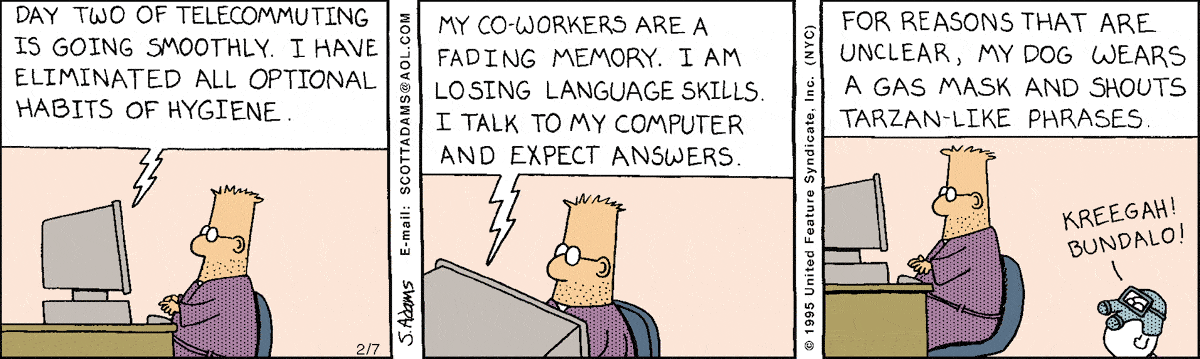 DAY TWO OF TELECOMMUTING
IS GOING SMOOTHLY. I HAVE
ELIMINATED ALL OPTIONAL
HABITS OF HYGIENE.
2/7
S.Adams
E-mail: SCOTTADAMS@AOL.COM
MY CO-WORKERS ARE A
FADING MEMORY. I AM
LOSING LANGUAGE SKILLS.
I TALK TO MY COMPUTER
AND EXPECT ANSWERS.
© 1995 United Feature Syndicate, Inc. (NYC)
FOR REASONS THAT ARE
UNCLEAR, MY DOG WEARS
A GAS MASK AND SHOUTS
TARZAN-LIKE PHRASES.
KREEGAH!
BUNDALO!